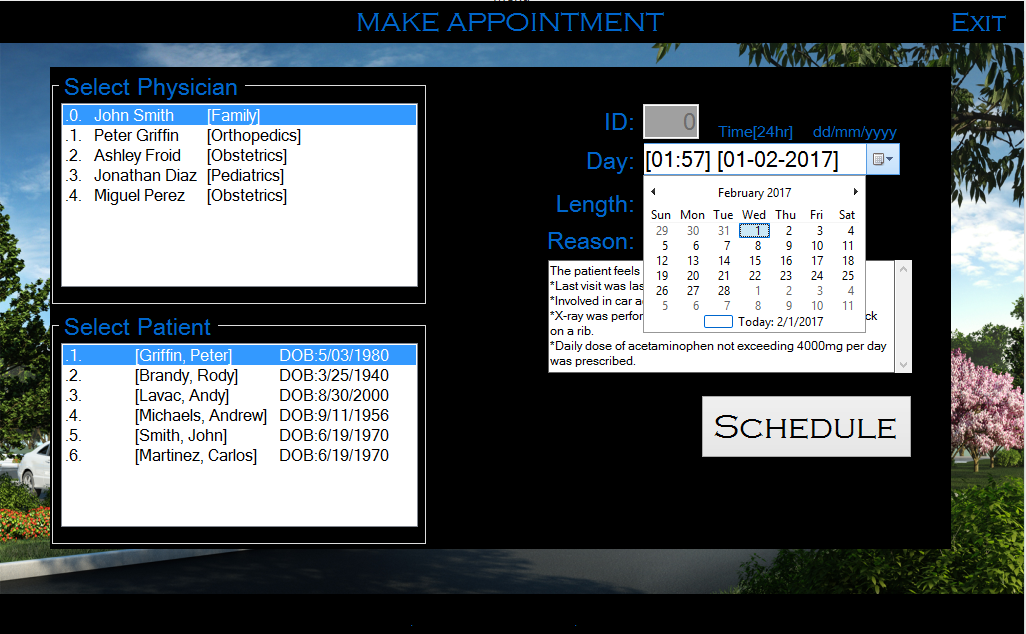 MAKE APPOINTMENT
Exit
Select Physician
.0. John Smith [Family]
.1. Peter Griffin [Orthopedics]
.2. Ashley Froid [Obstetrics]
.3. Jonathan Diaz [Pediatrics]
.4. Miguel Perez [Obstetrics]
Select Patient
.1. [Griffin, Peter] DOB:5/03/1980
.2. [Brandy, Rody] DOB:3/25/1940
.3. [Lavac, Andy] DOB:8/30/2000
.4. [Michaels, Andrew] DOB:9/11/1956
.5. [Smith, John] DOB:6/19/1970
.6. [Martinez, Carlos] DOB:6/19/1970
ID: 0
Time[24hr] dd/mm/yyyy
Day: [01:57] [01-02-2017]
February 2017
Sun Mon Tue Wed Thu Fri Sat
29 30 31 1 2 3 4
5 6 7 8 9 10 11
12 13 14 15 16 17 18
19 20 21 22 23 24 25
26 27 28 1 2 3 4
5 6 7 8 9 10 11
Today: 2/1/2017
Length:
Reason:
The patient feels
*Last visit was
*Involved in car
*X-ray was
on a rib.
*Daily dose of acetaminophen not exceeding 4000mg per day
was prescribed.
Schedule